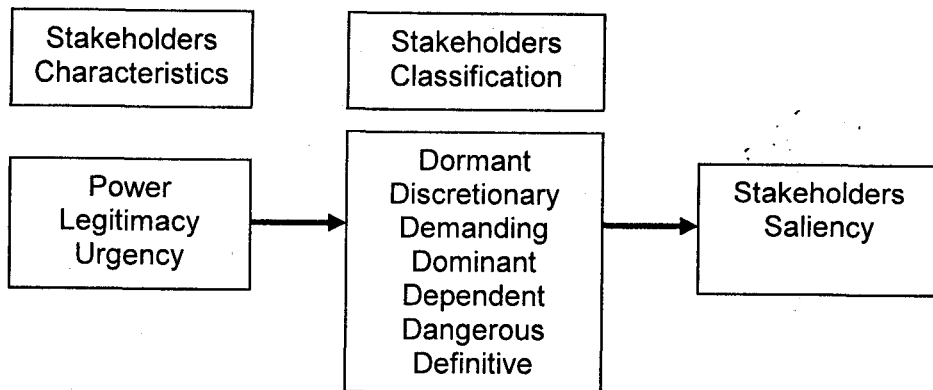 Stakeholders
Characteristics
Stakeholders
Classification
Power
Legitimacy
Urgency
Dormant
Discretionary
Demanding
Dominant
Dependent
Dangerous
Definitive
Stakeholders
Saliency